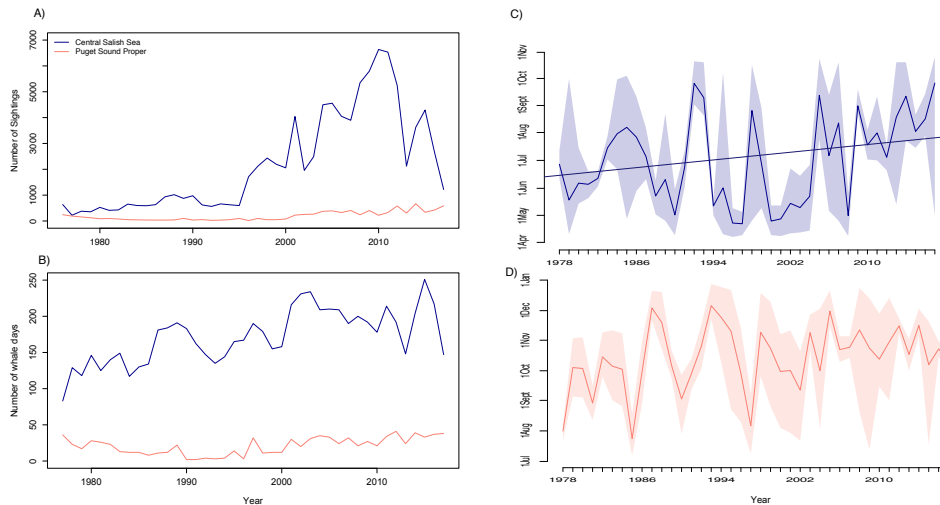 A)
Number of Sightings
7000
5000
3000
1000
0
Central Salish Sea
Puget Sound Proper
1980 1990 2000 2010
B)
Number of whale days
250
200
150
100
50
0
1980 1990 2000 2010
Year
C)
1Nov
1Oct
1Sept
1Aug
1Jul
1Jun
1May
1Apr
1978 1986 1994 2002 2010
D)
1Jan
1Dec
1Nov
1Oct
1Sept
1Aug
1Jul
1978 1986 1994 2002 2010
Year